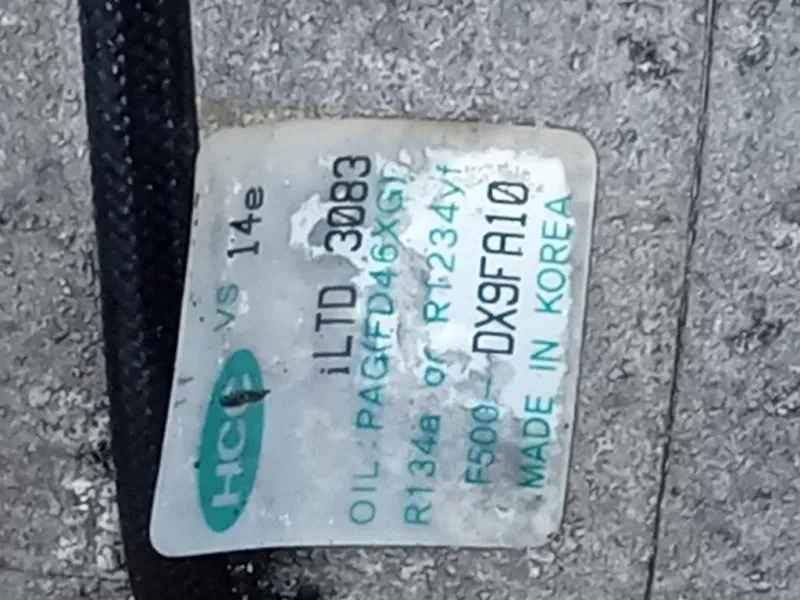 HCC VS 14e
iLTD 3083
OIL:PAG(FD46XG)
R134a or R1234yf
F500-DX9FA10
MADE IN KOREA